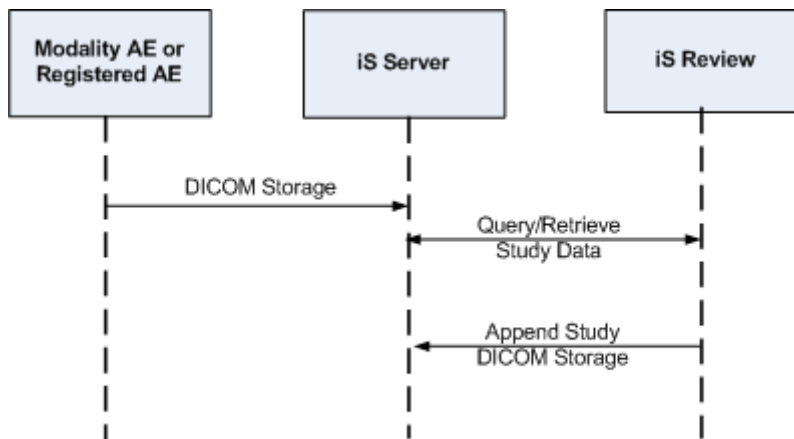 Modality AE or
Registered AE
iS Server
iS Review
DICOM Storage
Query/Retrieve
Study Data
Append Study
DICOM Storage